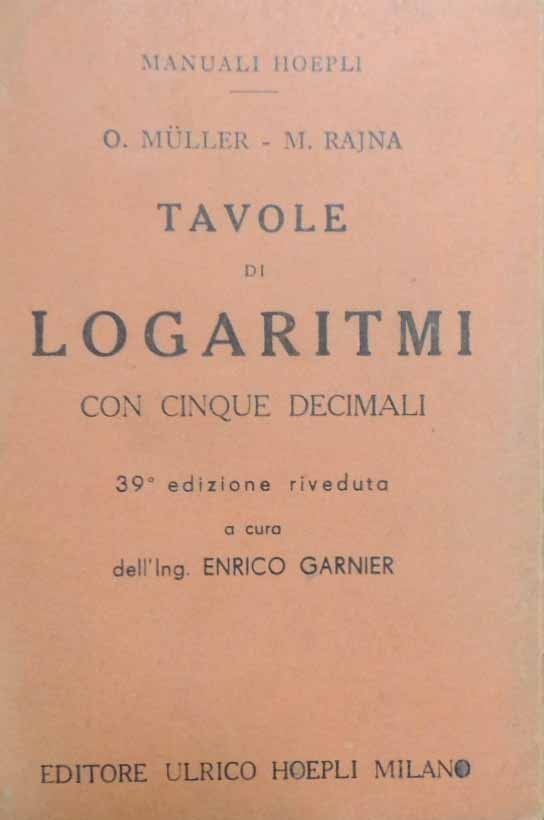 MANUALI HOEPLI
O. MÜLLER - M. RAJNA
TAVOLE
DI
LOGARITMI
CON CINQUE DECIMALI
39° edizione riveduta
a cura
dell'Ing. ENRICO GARNIER
EDITORE ULRICO HOEPLI MILANO